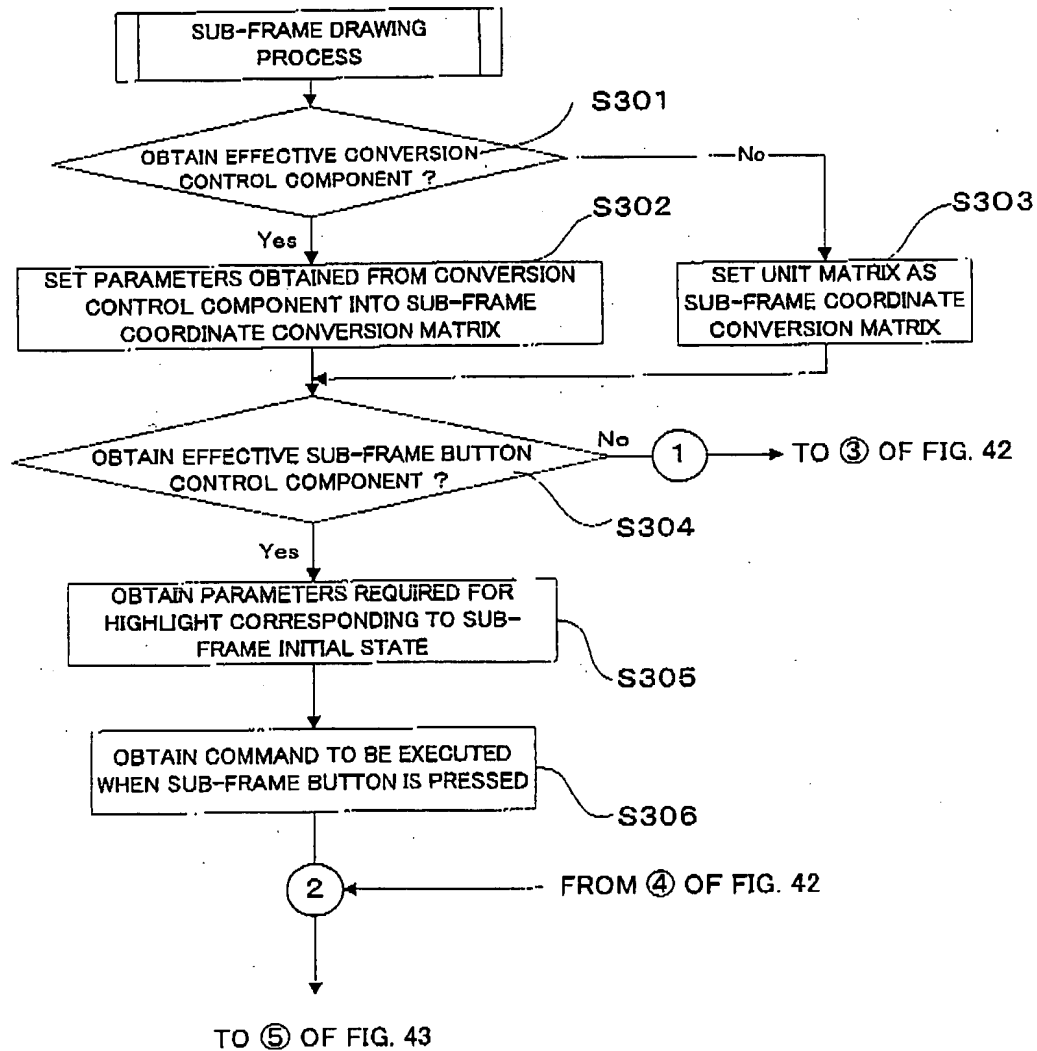 SUB-FRAME DRAWING
PROCESS
S301
OBTAIN EFFECTIVE CONVERSION
CONTROL COMPONENT ?
No
S302
S303
Yes
SET PARAMETERS OBTAINED FROM CONVERSION
CONTROL COMPONENT INTO SUB-FRAME
COORDINATE CONVERSION MATRIX
SET UNIT MATRIX AS
SUB-FRAME COORDINATE
CONVERSION MATRIX
OBTAIN EFFECTIVE SUB-FRAME BUTTON
CONTROL COMPONENT ?
No
1
TO ③ OF FIG. 42
S304
Yes
OBTAIN PARAMETERS REQUIRED FOR
HIGHLIGHT CORRESPONDING TO SUB-
FRAME INITIAL STATE
S305
OBTAIN COMMAND TO BE EXECUTED
WHEN SUB-FRAME BUTTON IS PRESSED
S306
2
FROM ④ OF FIG. 42
TO ⑤ OF FIG. 43